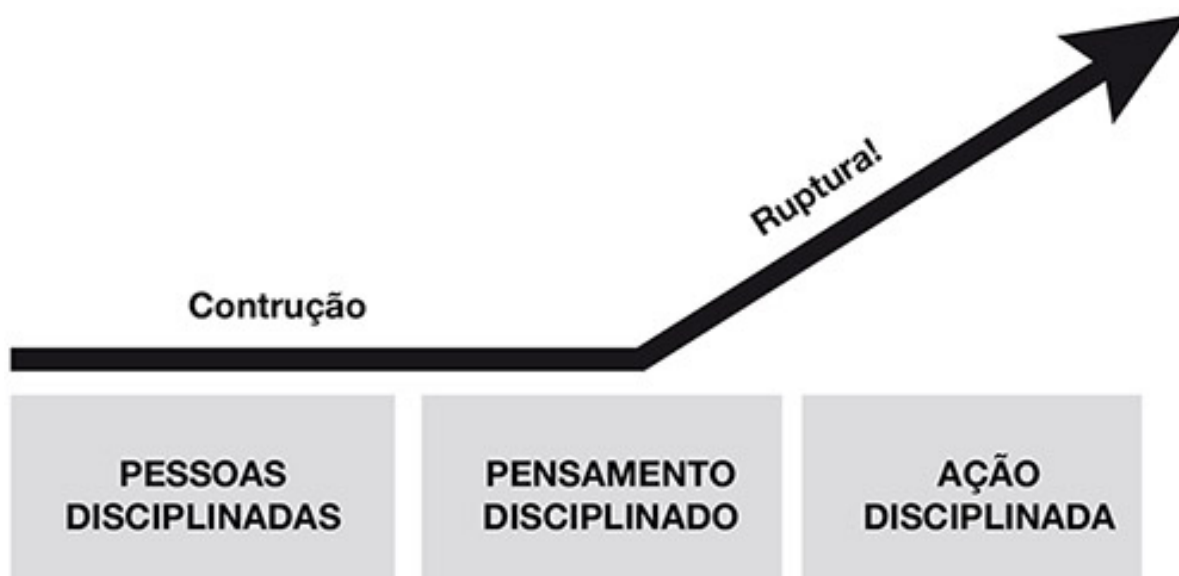 Ruptura!
Contrução
PESSOAS
DISCIPLINADAS
PENSAMENTO
DISCIPLINADO
AÇÃO
DISCIPLINADA